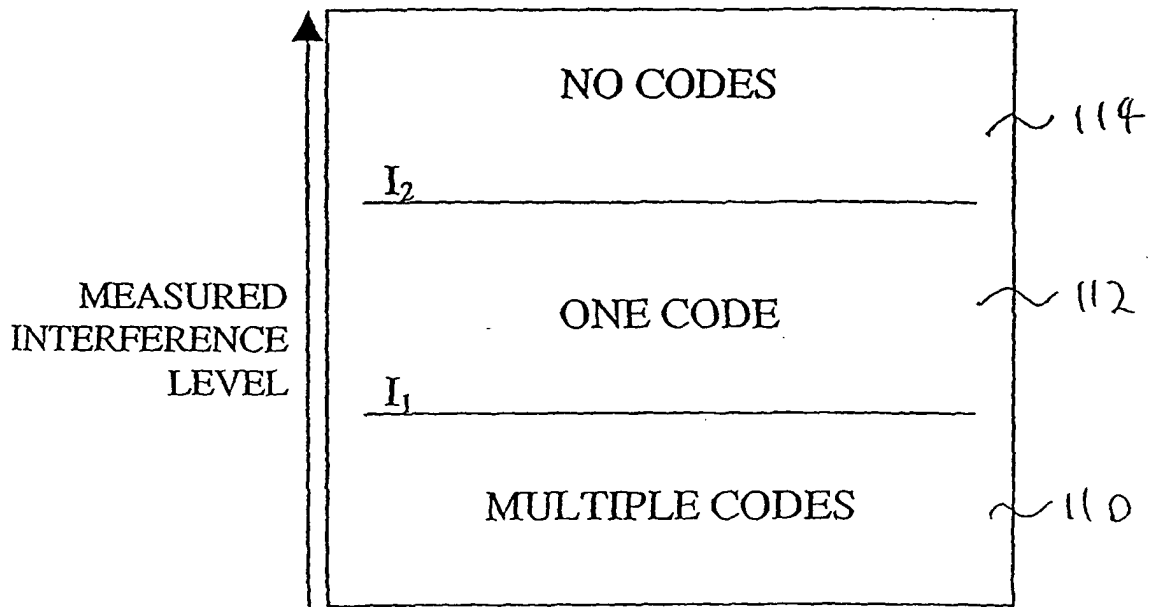 NO CODES
114
I₂
MEASURED
INTERFERENCE
LEVEL
ONE CODE
112
I₁
MULTIPLE CODES
110